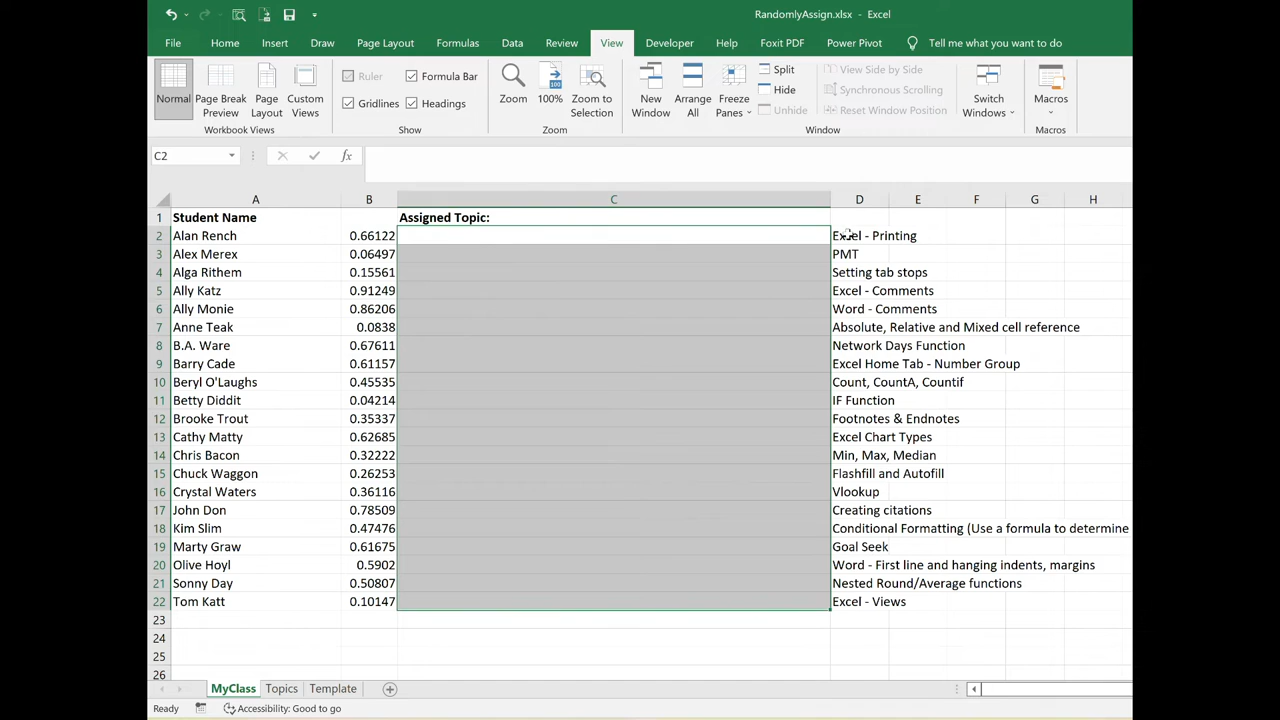 RandomlyAssign.xlsx - Excel
File Home Insert Draw Page Layout Formulas Data Review View Developer Help Foxit PDF Power Pivot Tell me what you want to do
Normal
Page Break Preview
Page Layout
Custom Views
Workbook Views
Ruler
Formula Bar
Gridlines
Headings
Show
Zoom
100
100%
Zoom to Selection
Zoom
New Window
Arrange All
Freeze Panes
Split
Hide
Unhide
View Side by Side
Synchronous Scrolling
Reset Window Position
Window
Switch Windows
Macros
Macros
C2 fx
A B C D E F G H
1 Student Name Assigned Topic:
2 Alan Rench 0.66122 Excel - Printing
3 Alex Merex 0.06497 PMT
4 Alga Rithem 0.15561 Setting tab stops
5 Ally Katz 0.91249 Excel - Comments
6 Ally Monie 0.86206 Word - Comments
7 Anne Teak 0.0838 Absolute, Relative and Mixed cell reference
8 B.A. Ware 0.67611 Network Days Function
9 Barry Cade 0.61157 Excel Home Tab - Number Group
10 Beryl O'Laughs 0.45535 Count, CountA, Countif
11 Betty Diddit 0.04214 IF Function
12 Brooke Trout 0.35337 Footnotes & Endnotes
13 Cathy Matty 0.62685 Excel Chart Types
14 Chris Bacon 0.32222 Min, Max, Median
15 Chuck Waggon 0.26253 Flashfill and Autofill
16 Crystal Waters 0.36116 Vlookup
17 John Don 0.78509 Creating citations
18 Kim Slim 0.47476 Conditional Formatting (Use a formula to determine
19 Marty Graw 0.61675 Goal Seek
20 Olive Hoyl 0.5902 Word - First line and hanging indents, margins
21 Sonny Day 0.50807 Nested Round/Average functions
22 Tom Katt 0.10147 Excel - Views
23
24
25
26
MyClass Topics Template
Ready Accessibility: Good to go